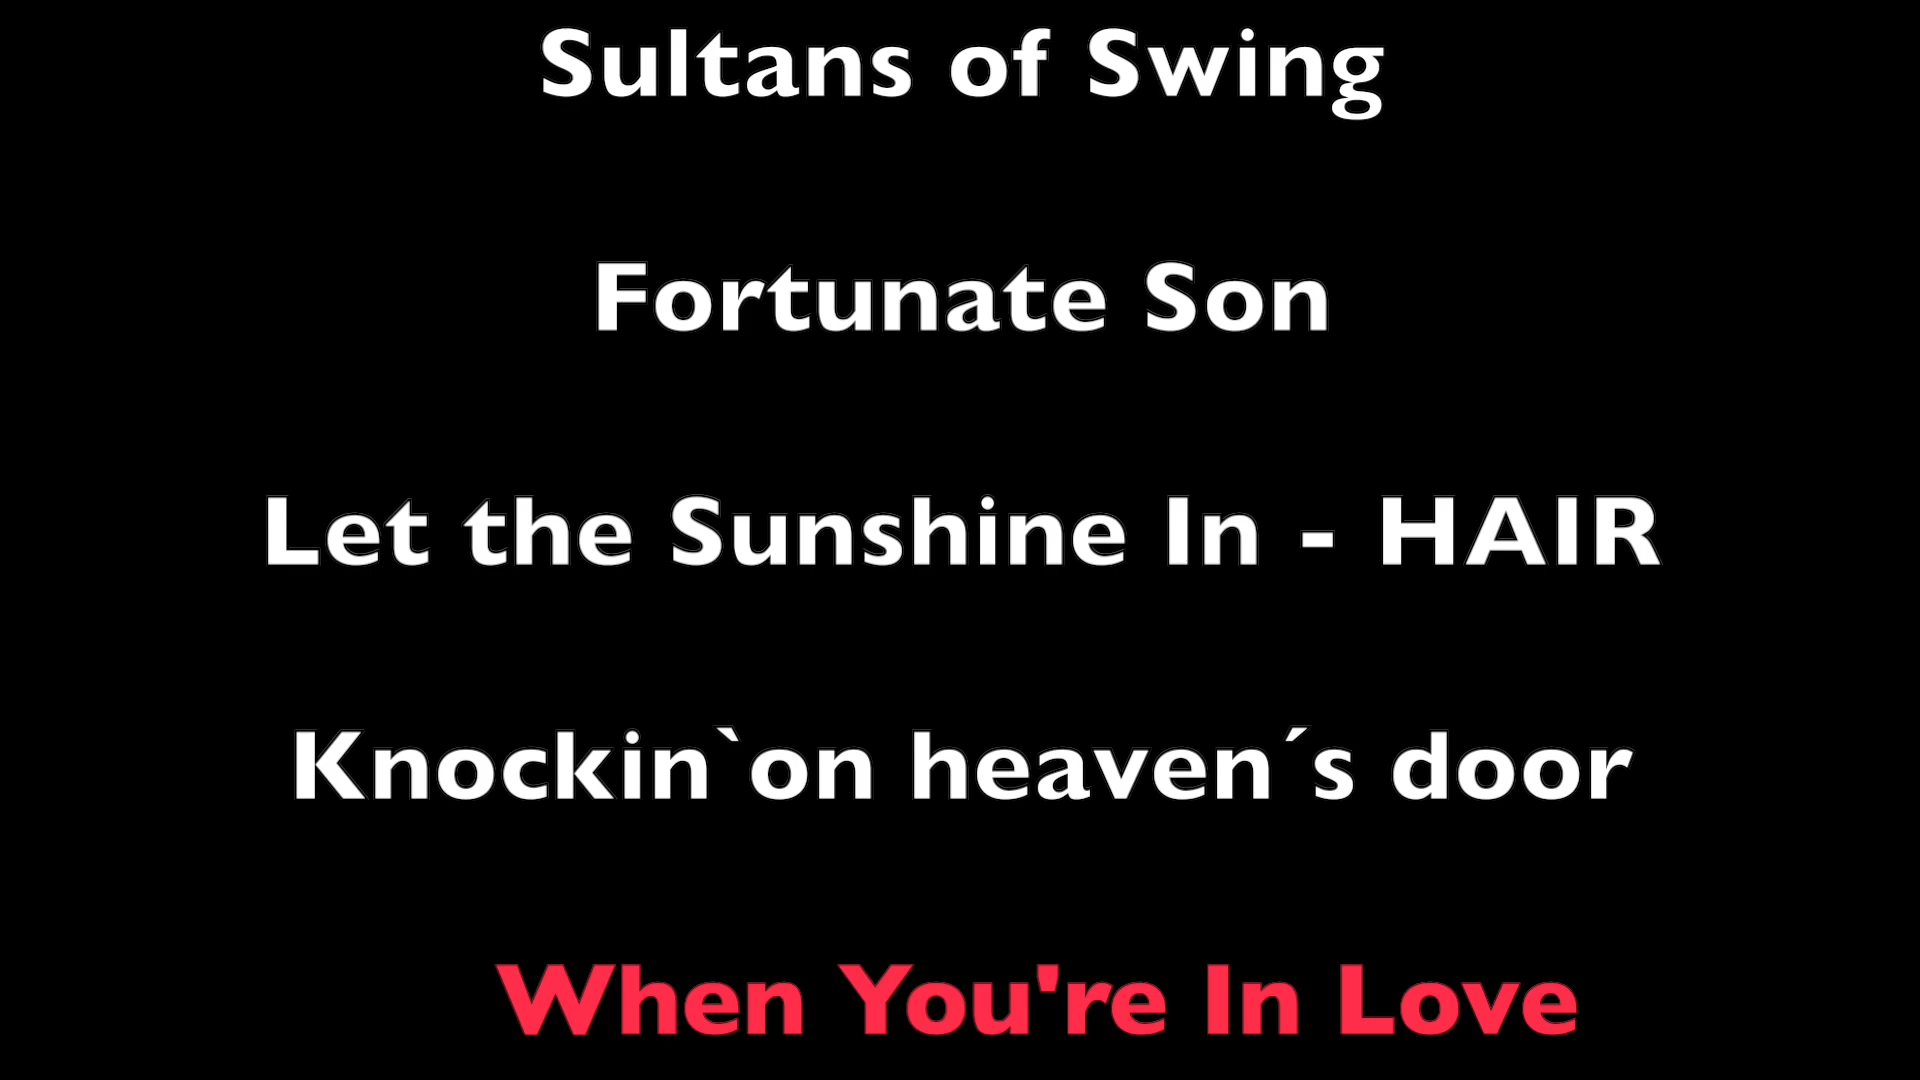 Sultans of Swing
Fortunate Son
Let the Sunshine In - HAIR
Knockin`on heaven´s door
When You're In Love